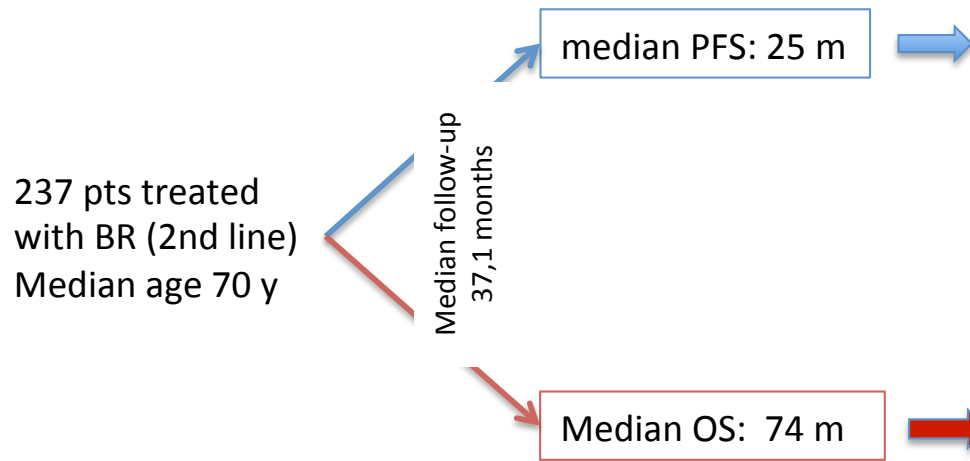 median PFS: 25 m
Median follow-up
37,1 months
237 pts treated
with BR (2nd line)
Median age 70 y
Median OS:  74 m